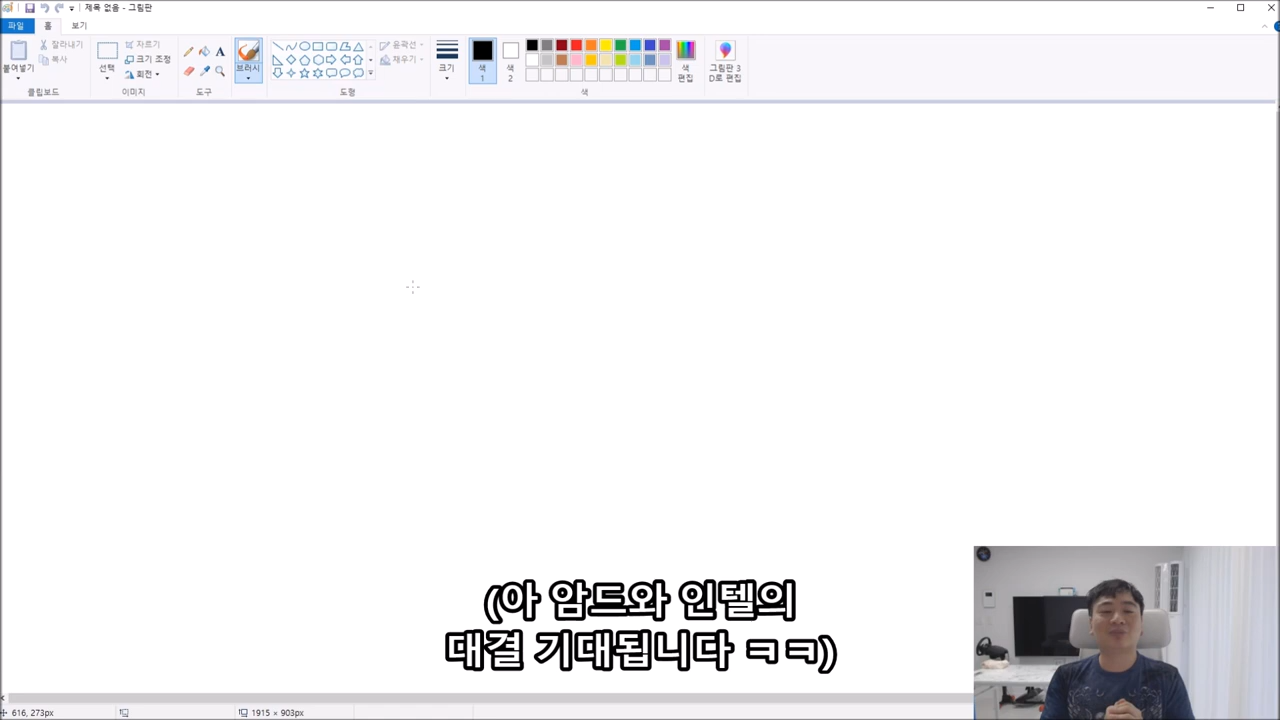 제목 없음 - 그림판
파일
홈
보기
붙여넣기
잘라내기
복사
클립보드
선택
자르기
크기 조정
회전
이미지
A
도구
브러시
윤곽선
채우기
도형
크기
색
1
색
2
색
편집
색
그림판 3
D로 편집
(아 암드와 인텔의
대결 기대됩니다 ㅋㅋ)
616, 273px
1915 × 903px